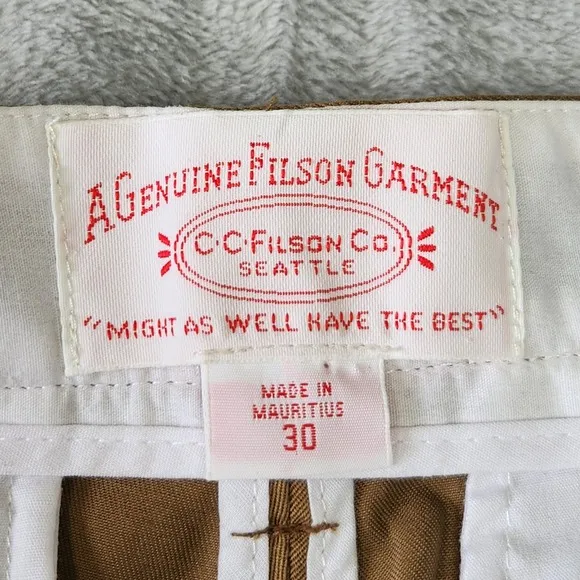 A GENUINE FILSON GARMENT
C·C·FILSON CO.
SEATTLE
"MIGHT AS WELL HAVE THE BEST"
MADE IN
MAURITIUS
30